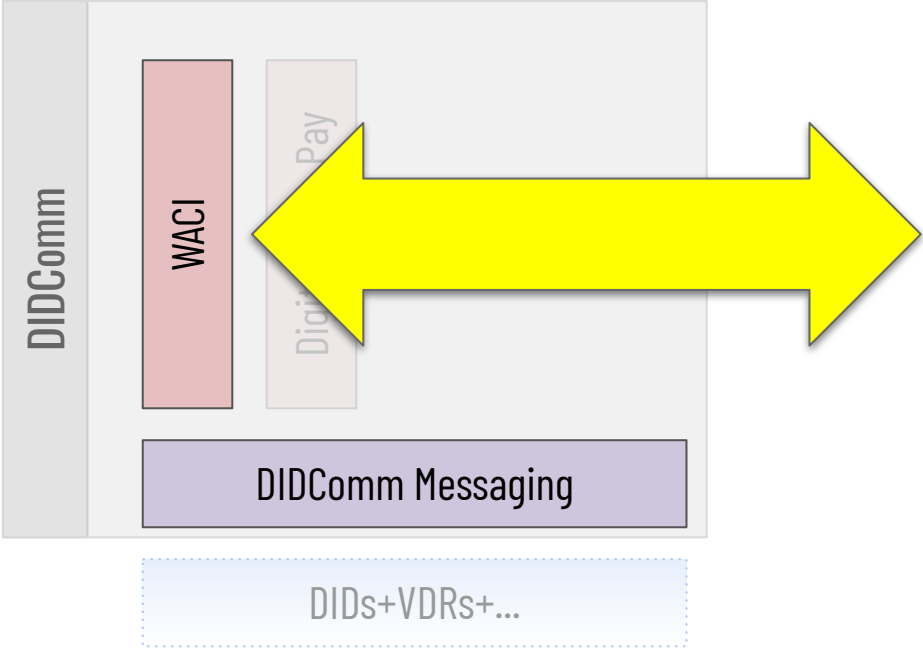 DIDComm
WACI
Pay
DIDComm Messaging
DIDs+VDRs+...